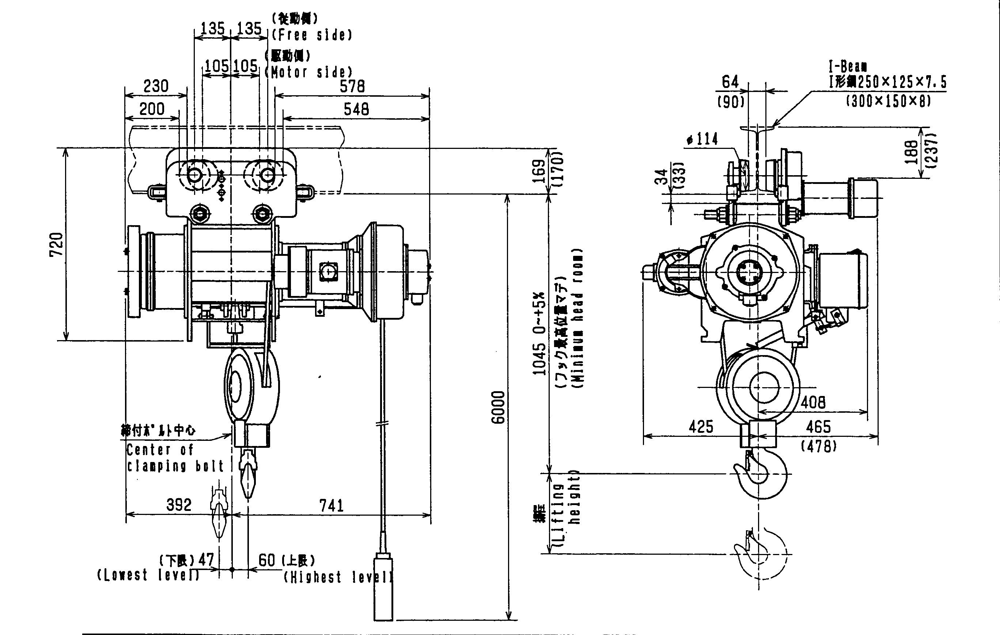 (従動側)
135 135 (Free side)
(駆動側)
105 105 (Motor side)
230
578
200
548
720
169
(170)
6000
1045 0~+5%
(フック最高位置マデ)
(Minimum head room)
揚程
(Lifting
height)
締付ボルト中心
Center of
clamping bolt
392
741
(下限) 47
(Lowest level)
60 (上限)
(Highest level)
I-Beam
I形鋼250×125×7.5
(300×150×8)
64
(90)
φ114
34
(33)
188
(237)
408
425
465
(478)